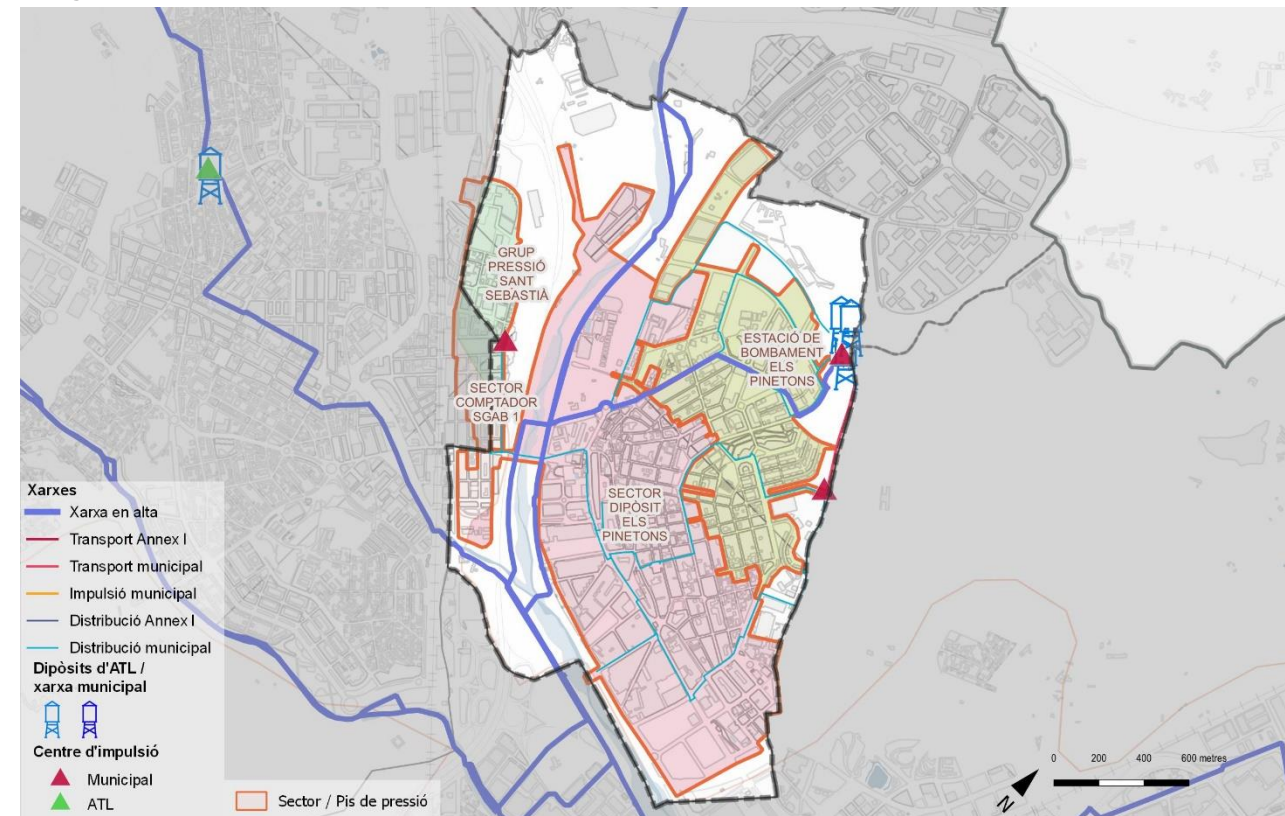 GRUP
PRESSIÓ
SANT
SEBASTIÀ
ESTACIÓ DE
BOMBAMENT
ELS
PINETONS
SECTOR
COMPTADOR
SGAB 1
SECTOR
DIPÒSIT
ELS
PINETONS
Xarxes
Xarxa en alta
Transport Annex I
Transport municipal
Impulsió municipal
Distribució Annex I
Distribució municipal
Dipòsits d'ATL /
xarxa municipal
Centre d'impulsió
Municipal
ATL
Sector / Pis de pressió
0 200 400 600 metres
N